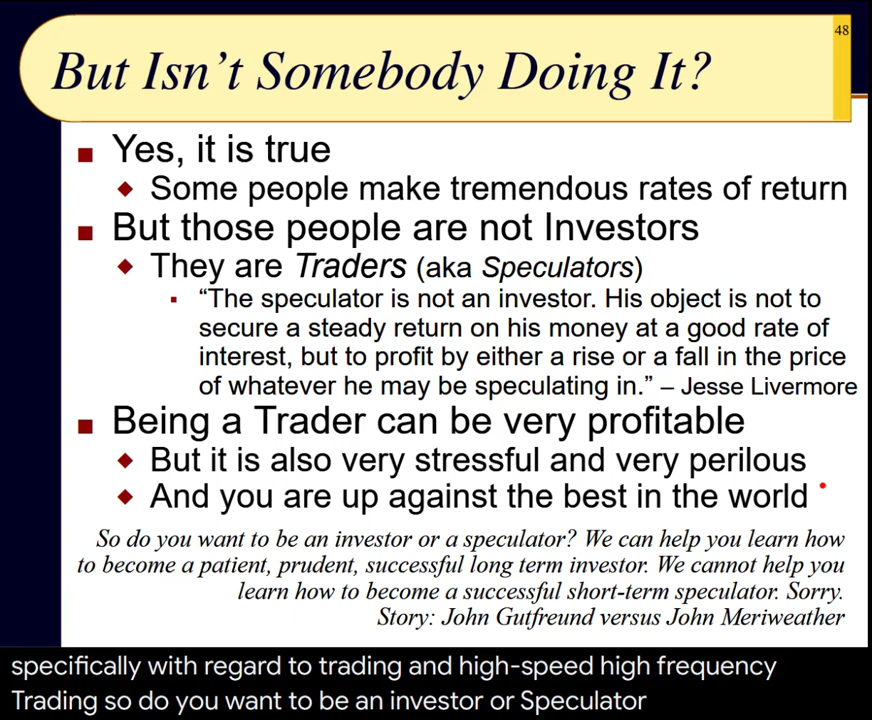 48
But Isn't Somebody Doing It?
Yes, it is true
Some people make tremendous rates of return
But those people are not Investors
They are Traders (aka Speculators)
“The speculator is not an investor. His object is not to
secure a steady return on his money at a good rate of
interest, but to profit by either a rise or a fall in the price
of whatever he may be speculating in.” – Jesse Livermore
Being a Trader can be very profitable
But it is also very stressful and very perilous
And you are up against the best in the world
So do you want to be an investor or a speculator? We can help you learn how
to become a patient, prudent, successful long term investor. We cannot help you
learn how to become a successful short-term speculator. Sorry.
Story: John Gutfreund versus John Meriweather
specifically with regard to trading and high-speed high frequency
Trading so do you want to be an investor or Speculator